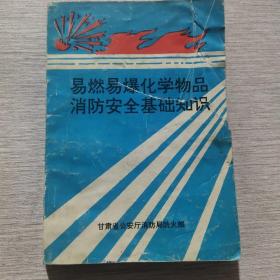 易燃易爆化学物品
消防安全基础知识
甘肃省公安厅消防局防火部